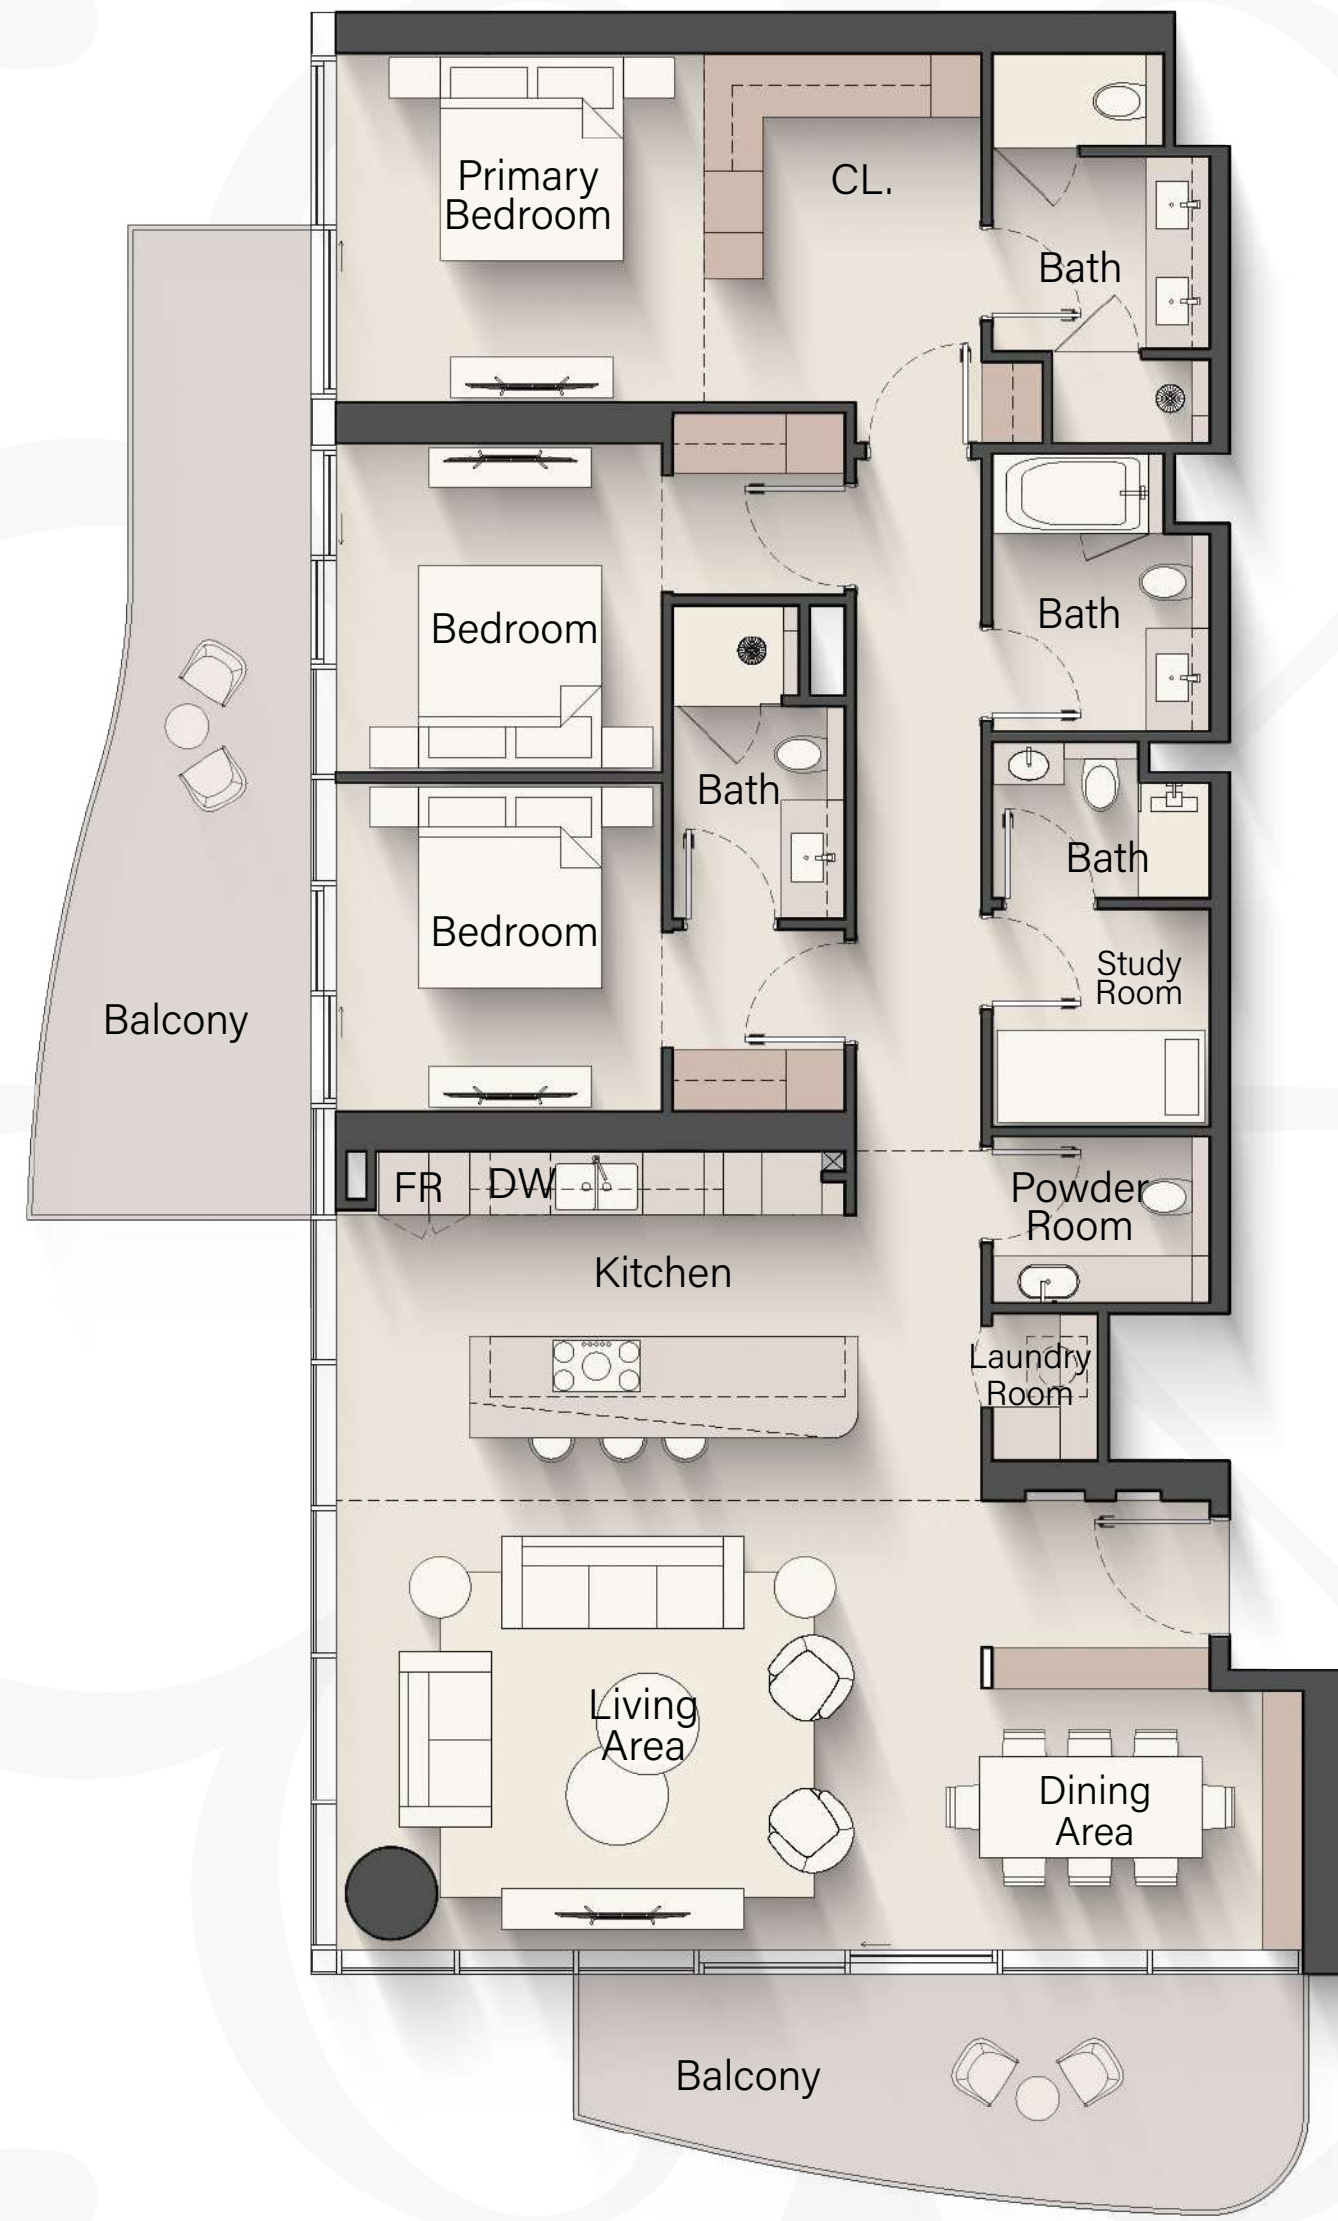 Primary
Bedroom
CL.
Bath
Bedroom
Bath
Bath
Bath
Bedroom
Study
Room
Balcony
FR
DW
Powder
Room
Kitchen
Laundry
Room
Living
Area
Dining
Area
Balcony